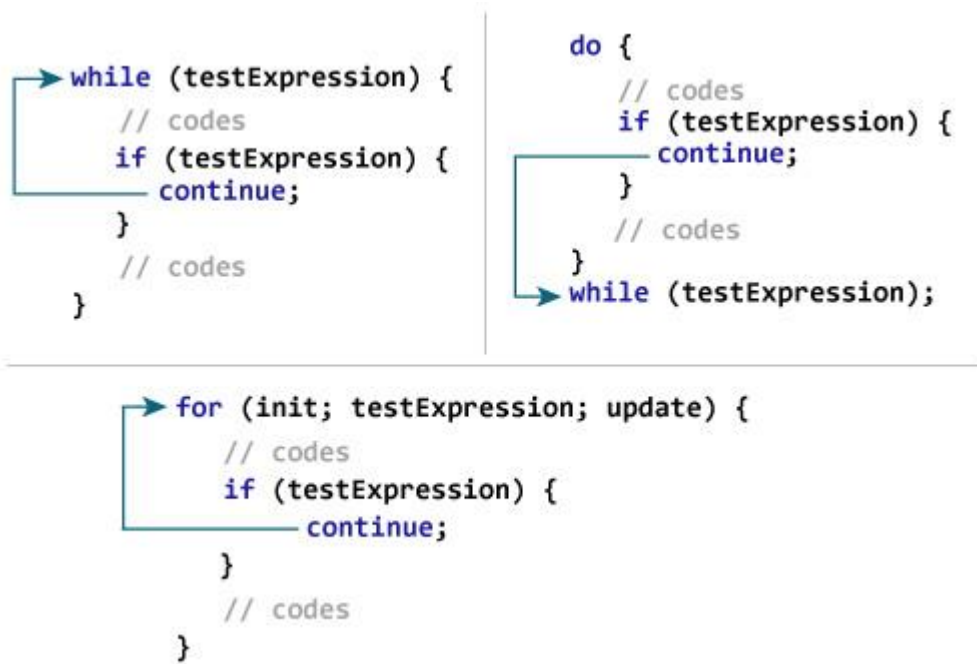 while (testExpression) {
// codes
if (testExpression) {
continue;
}
// codes
}
do {
// codes
if (testExpression) {
continue;
}
// codes
}
while (testExpression);
for (init; testExpression; update) {
// codes
if (testExpression) {
continue;
}
// codes
}